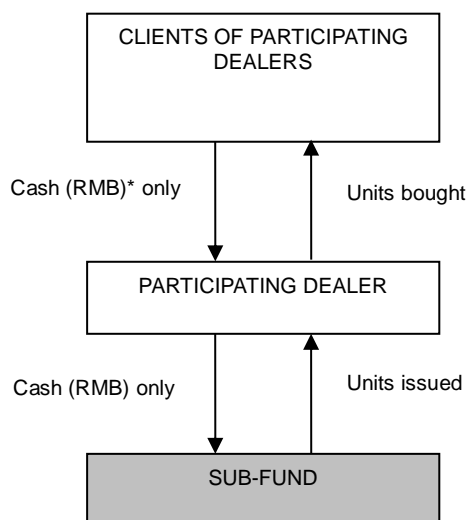 CLIENTS OF PARTICIPATING
DEALERS
Cash (RMB)* only
Units bought
PARTICIPATING DEALER
Cash (RMB) only
Units issued
SUB-FUND